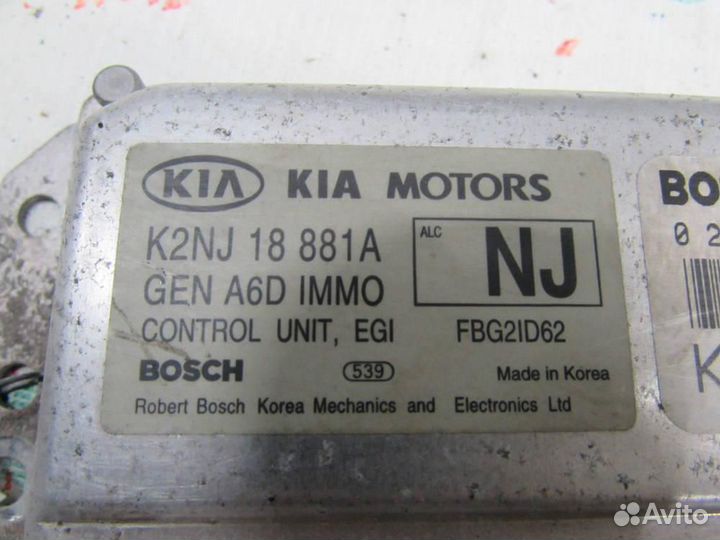 KIA KIA MOTORS
K2NJ 18 881A
ALC
NJ
GEN A6D IMMO
CONTROL UNIT, EGI FBG2ID62
BOSCH 539 Made in Korea
Robert Bosch Korea Mechanics and Electronics Ltd
BO
0 2
K
Avito